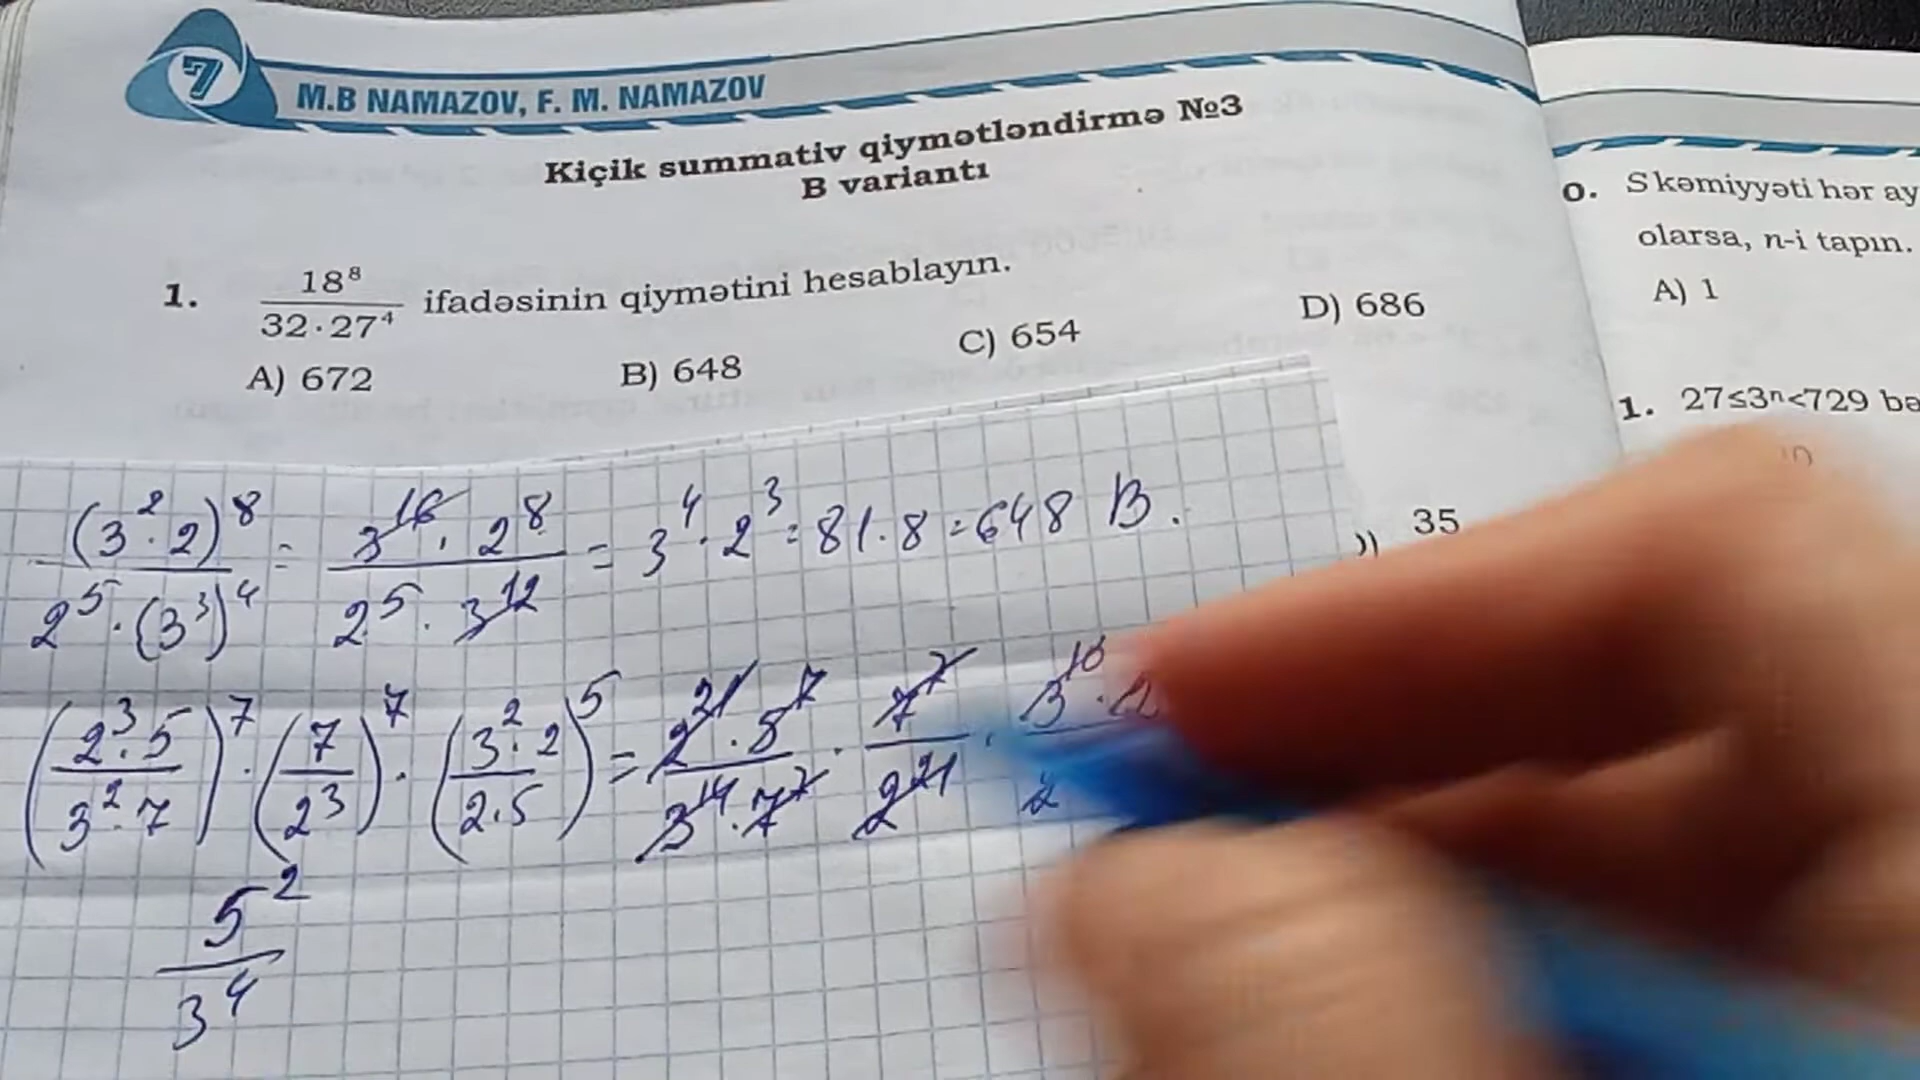 7
M.B NAMAZOV, F. M. NAMAZOV
Kiçik summativ qiymətləndirmə №3
B variantı
1. 18⁸ / 32·27⁴ ifadəsinin qiymətini hesablayın.
A) 672 B) 648 C) 654 D) 686
(3²·2)⁸ / 2⁵·(3³)⁴ = 3¹⁶·2⁸ / 2⁵·3¹² = 3⁴·2³ = 81·8 = 648 B.
(2³·5 / 3²·7)⁷ · (7 / 2³)⁷ · (3²·2 / 2·5)⁵ = 2²¹·5⁷ / 3¹⁴·7⁷ · 7⁷ / 2²¹ · 3¹⁰·2
5² / 3⁴
0. S kəmiyyəti hər ay
olarsa, n-i tapın.
A) 1
1. 27≤3ⁿ<729 bə
35